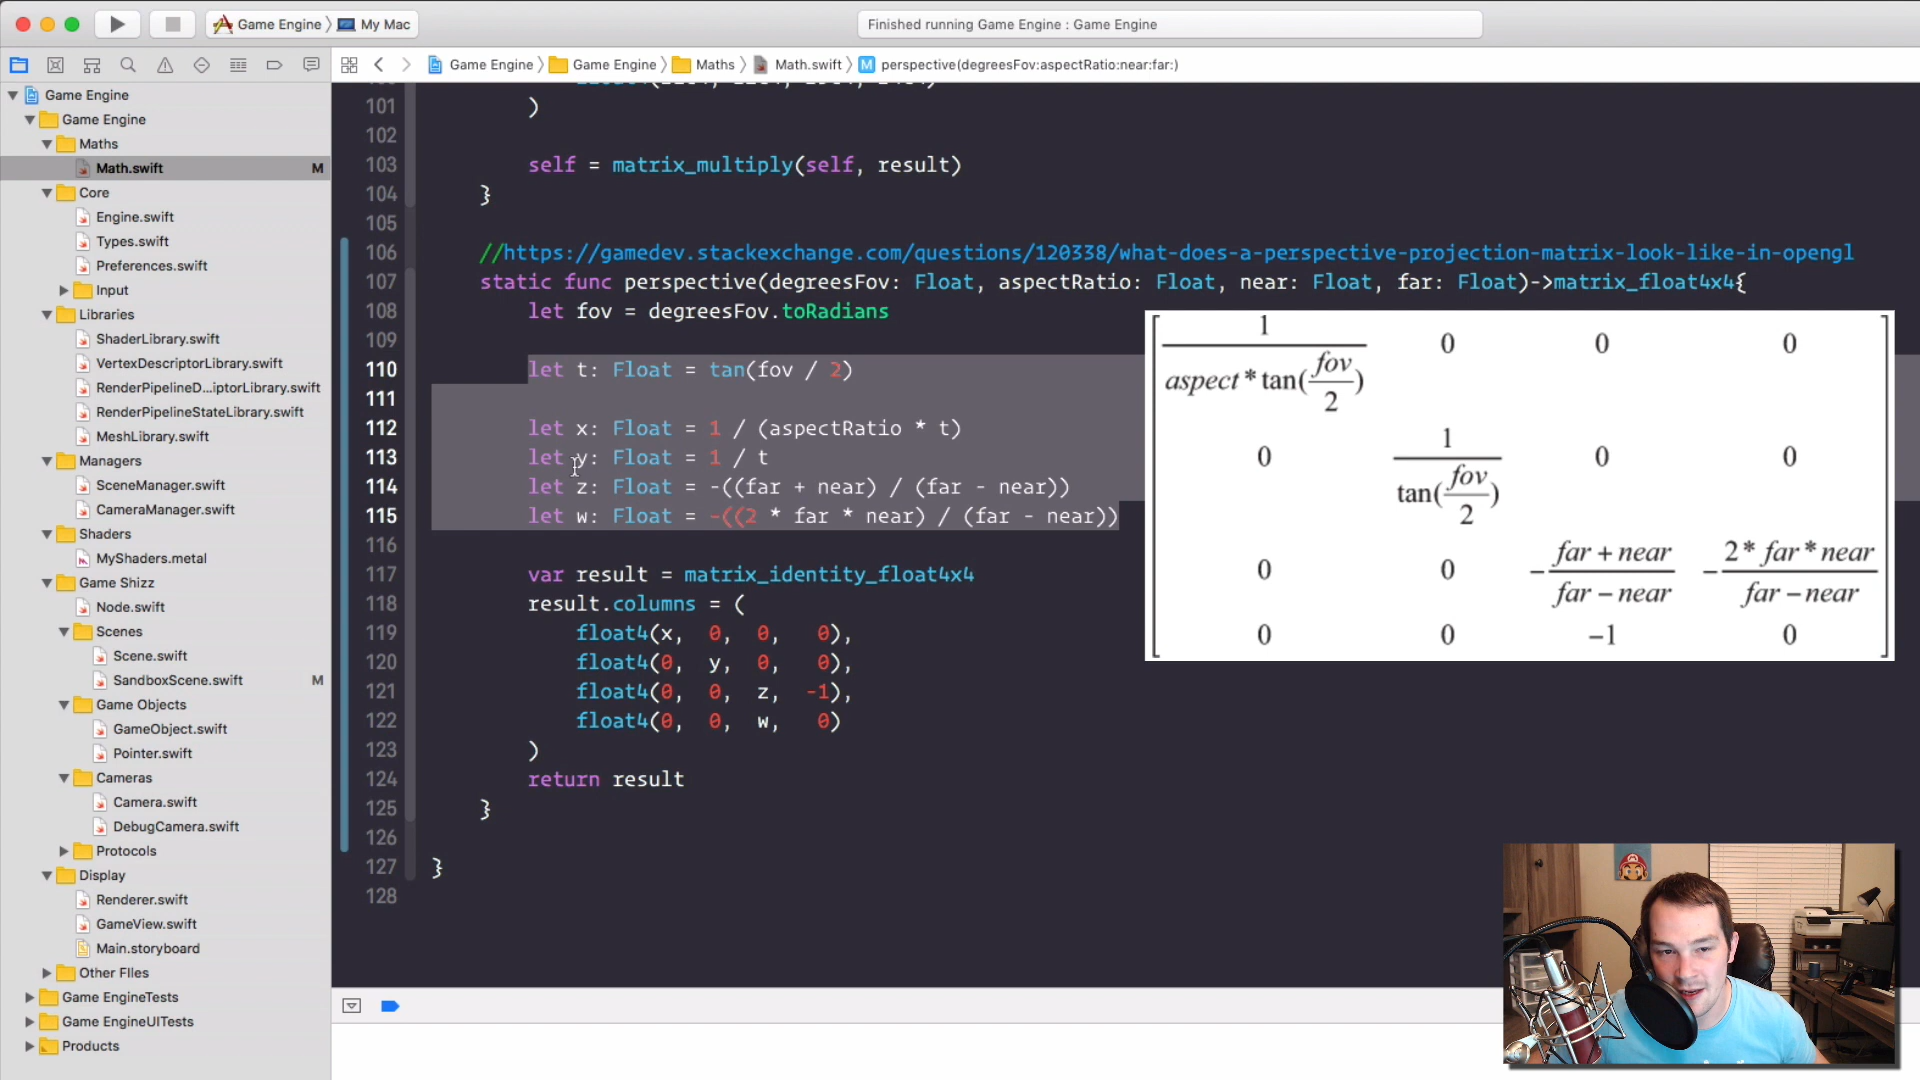 Game Engine
My Mac
Finished running Game Engine : Game Engine
Game Engine
Game Engine
Maths
Math.swift
perspective(degreesFov:aspectRatio:near:far:)
Game Engine
Game Engine
Maths
Math.swift M
Core
Engine.swift
Types.swift
Preferences.swift
Input
Libraries
ShaderLibrary.swift
VertexDescriptorLibrary.swift
RenderPipelineD...iptorLibrary.swift
RenderPipelineStateLibrary.swift
MeshLibrary.swift
Managers
SceneManager.swift
CameraManager.swift
Shaders
MyShaders.metal
Game Shizz
Node.swift
Scenes
Scene.swift
SandboxScene.swift M
Game Objects
GameObject.swift
Pointer.swift
Cameras
Camera.swift
DebugCamera.swift
Protocols
Display
Renderer.swift
GameView.swift
Main.storyboard
Other FIles
Game EngineTests
Game EngineUITests
Products
101 )
102
103 self = matrix_multiply(self, result)
104 }
105
106 //https://gamedev.stackexchange.com/questions/120338/what-does-a-perspective-projection-matrix-look-like-in-opengl
107 static func perspective(degreesFov: Float, aspectRatio: Float, near: Float, far: Float)->matrix_float4x4{
108 let fov = degreesFov.toRadians
109
110 let t: Float = tan(fov / 2)
111
112 let x: Float = 1 / (aspectRatio * t)
113 let y: Float = 1 / t
114 let z: Float = -((far + near) / (far - near))
115 let w: Float = -((2 * far * near) / (far - near))
116
117 var result = matrix_identity_float4x4
118 result.columns = (
119 float4(x, 0, 0, 0),
120 float4(0, y, 0, 0),
121 float4(0, 0, z, -1),
122 float4(0, 0, w, 0)
123 )
124 return result
125 }
126
127 }
128
1
aspect * tan(fov
2) 0 0 0
0 1
tan(fov
2) 0 0
0 0 − far + near
far − near − 2 * far * near
far − near
0 0 −1 0